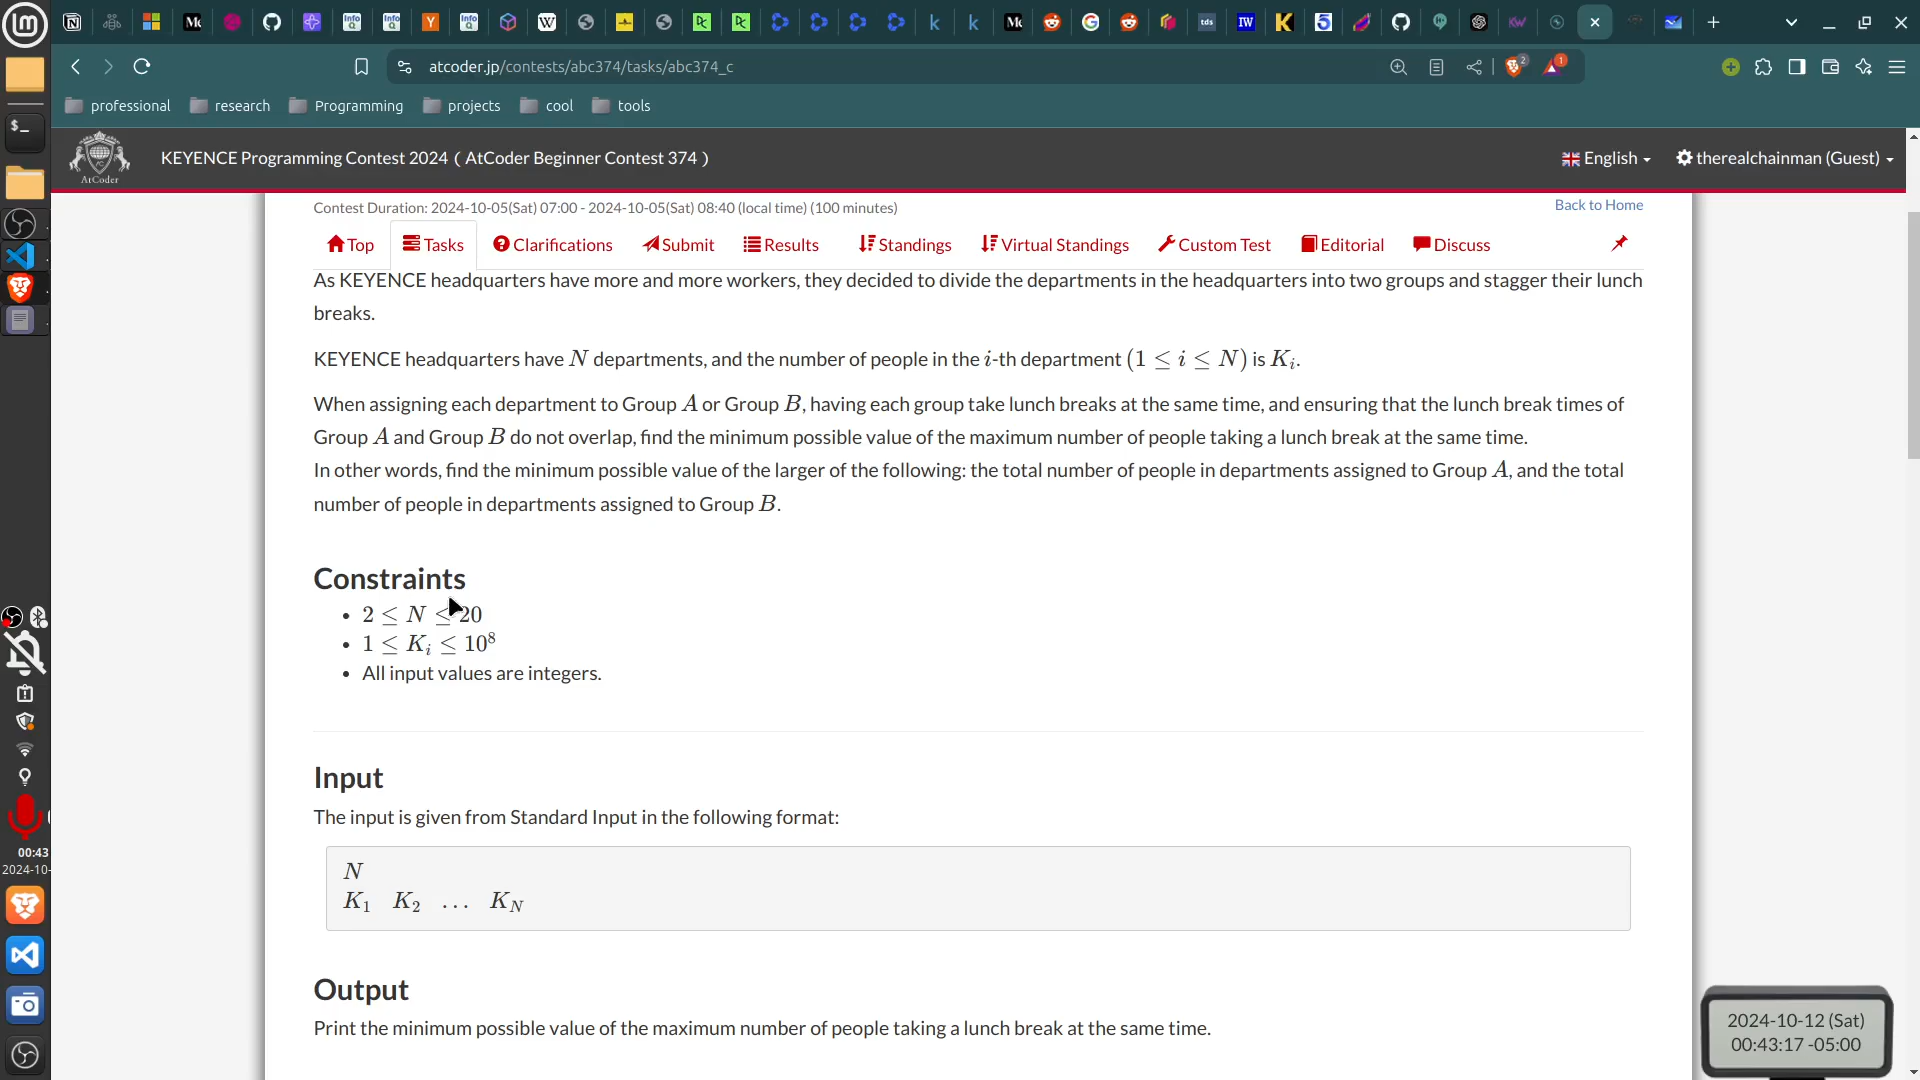 atcoder.jp/contests/abc374/tasks/abc374_c
2
1
professional
research
Programming
projects
cool
tools
AtCoder
KEYENCE Programming Contest 2024 ( AtCoder Beginner Contest 374 )
English
therealchainman (Guest)
Contest Duration: 2024-10-05(Sat) 07:00 - 2024-10-05(Sat) 08:40 (local time) (100 minutes)
Back to Home
Top
Tasks
Clarifications
Submit
Results
Standings
Virtual Standings
Custom Test
Editorial
Discuss
As KEYENCE headquarters have more and more workers, they decided to divide the departments in the headquarters into two groups and stagger their lunch
breaks.
KEYENCE headquarters have N departments, and the number of people in the i-th department (1 ≤ i ≤ N) is K_i.
When assigning each department to Group A or Group B, having each group take lunch breaks at the same time, and ensuring that the lunch break times of
Group A and Group B do not overlap, find the minimum possible value of the maximum number of people taking a lunch break at the same time.
In other words, find the minimum possible value of the larger of the following: the total number of people in departments assigned to Group A, and the total
number of people in departments assigned to Group B.
Constraints
• 2 ≤ N ≤ 20
• 1 ≤ K_i ≤ 10^8
• All input values are integers.
Input
The input is given from Standard Input in the following format:
N
K_1 K_2 … K_N
Output
Print the minimum possible value of the maximum number of people taking a lunch break at the same time.
00:43
2024-10-
2024-10-12 (Sat)
00:43:17 -05:00